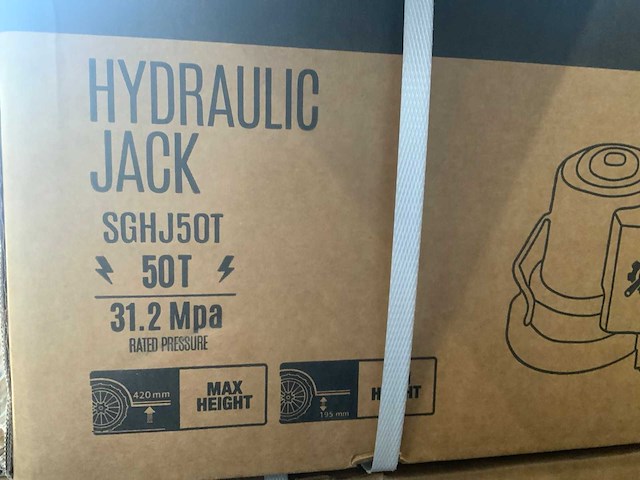 HYDRAULIC
JACK
SGHJ50T
50T
31.2 Mpa
RATED PRESSURE
420mm
MAX
HEIGHT
195 mm